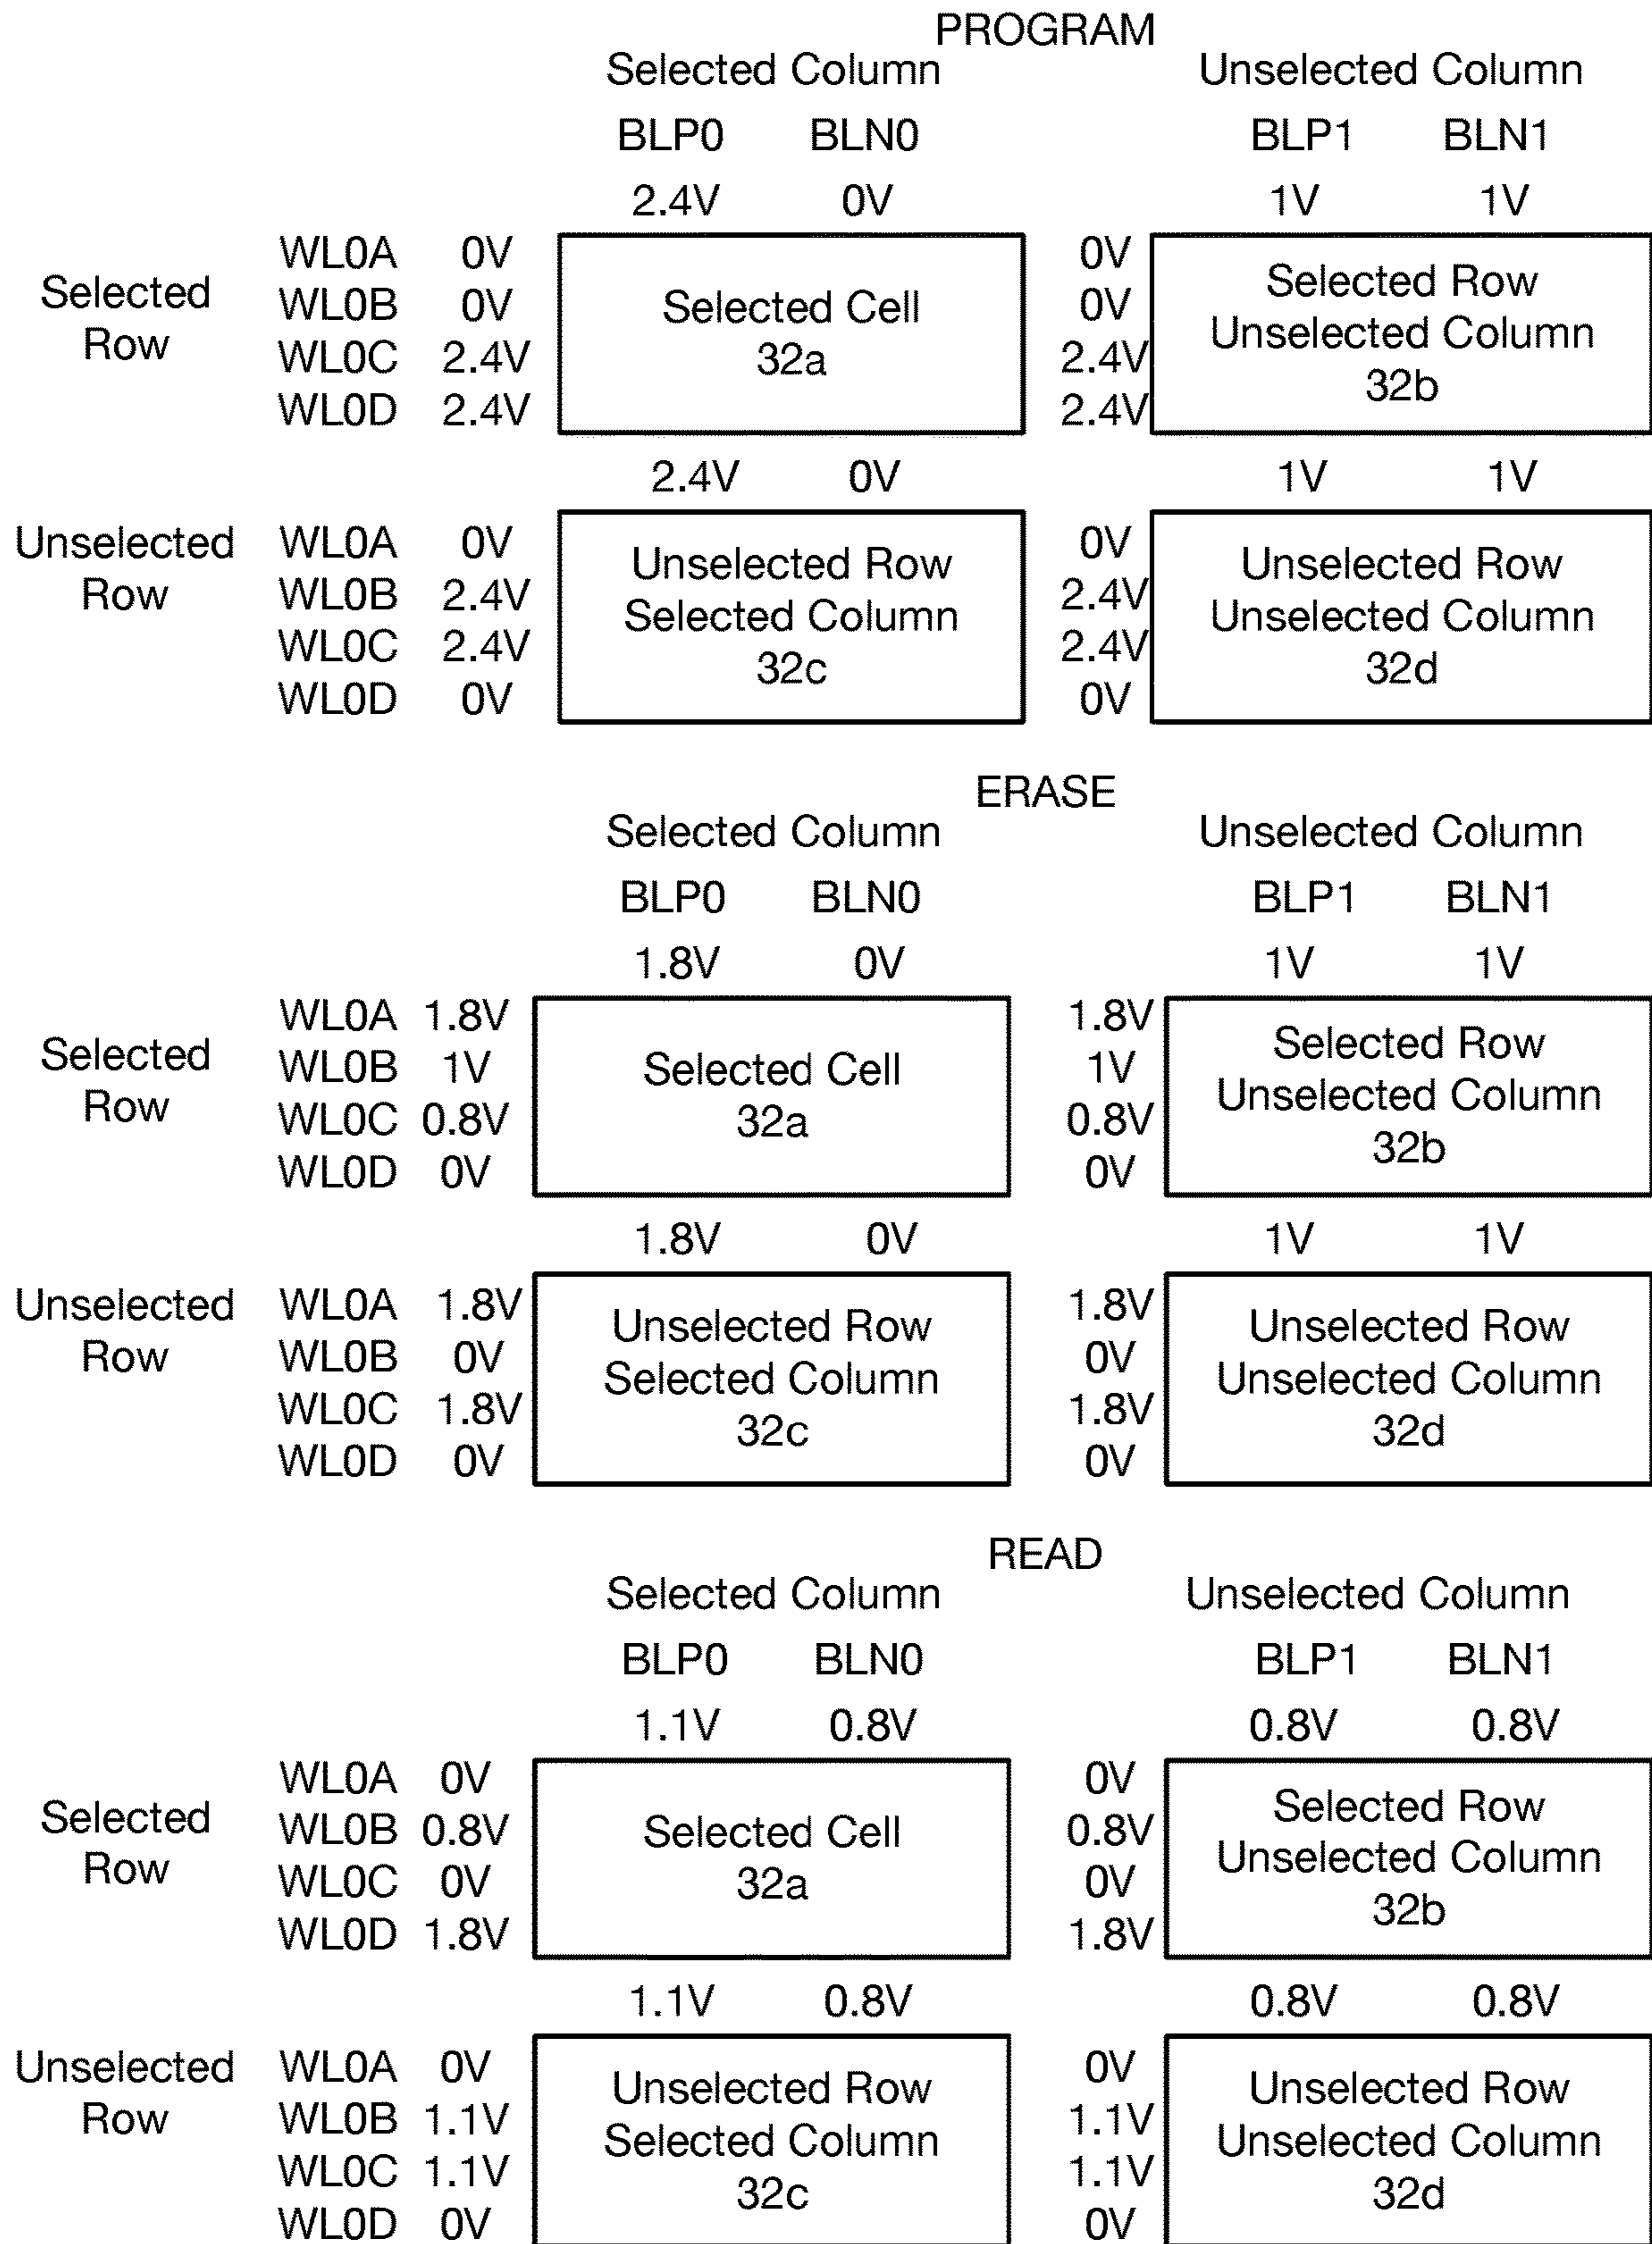 PROGRAM
Selected Column Unselected Column
BLP0 BLN0 BLP1 BLN1
2.4V 0V 1V 1V
Selected Row
WL0A 0V
WL0B 0V
WL0C 2.4V
WL0D 2.4V
Selected Cell
32a
0V
0V
2.4V
2.4V
Selected Row
Unselected Column
32b
2.4V 0V 1V 1V
Unselected Row
WL0A 0V
WL0B 2.4V
WL0C 2.4V
WL0D 0V
Unselected Row
Selected Column
32c
0V
2.4V
2.4V
0V
Unselected Row
Unselected Column
32d
ERASE
Selected Column Unselected Column
BLP0 BLN0 BLP1 BLN1
1.8V 0V 1V 1V
Selected Row
WL0A 1.8V
WL0B 1V
WL0C 0.8V
WL0D 0V
Selected Cell
32a
1.8V
1V
0.8V
0V
Selected Row
Unselected Column
32b
1.8V 0V 1V 1V
Unselected Row
WL0A 1.8V
WL0B 0V
WL0C 1.8V
WL0D 0V
Unselected Row
Selected Column
32c
1.8V
0V
1.8V
0V
Unselected Row
Unselected Column
32d
READ
Selected Column Unselected Column
BLP0 BLN0 BLP1 BLN1
1.1V 0.8V 0.8V 0.8V
Selected Row
WL0A 0V
WL0B 0.8V
WL0C 0V
WL0D 1.8V
Selected Cell
32a
0V
0.8V
0V
1.8V
Selected Row
Unselected Column
32b
1.1V 0.8V 0.8V 0.8V
Unselected Row
WL0A 0V
WL0B 1.1V
WL0C 1.1V
WL0D 0V
Unselected Row
Selected Column
32c
0V
1.1V
1.1V
0V
Unselected Row
Unselected Column
32d